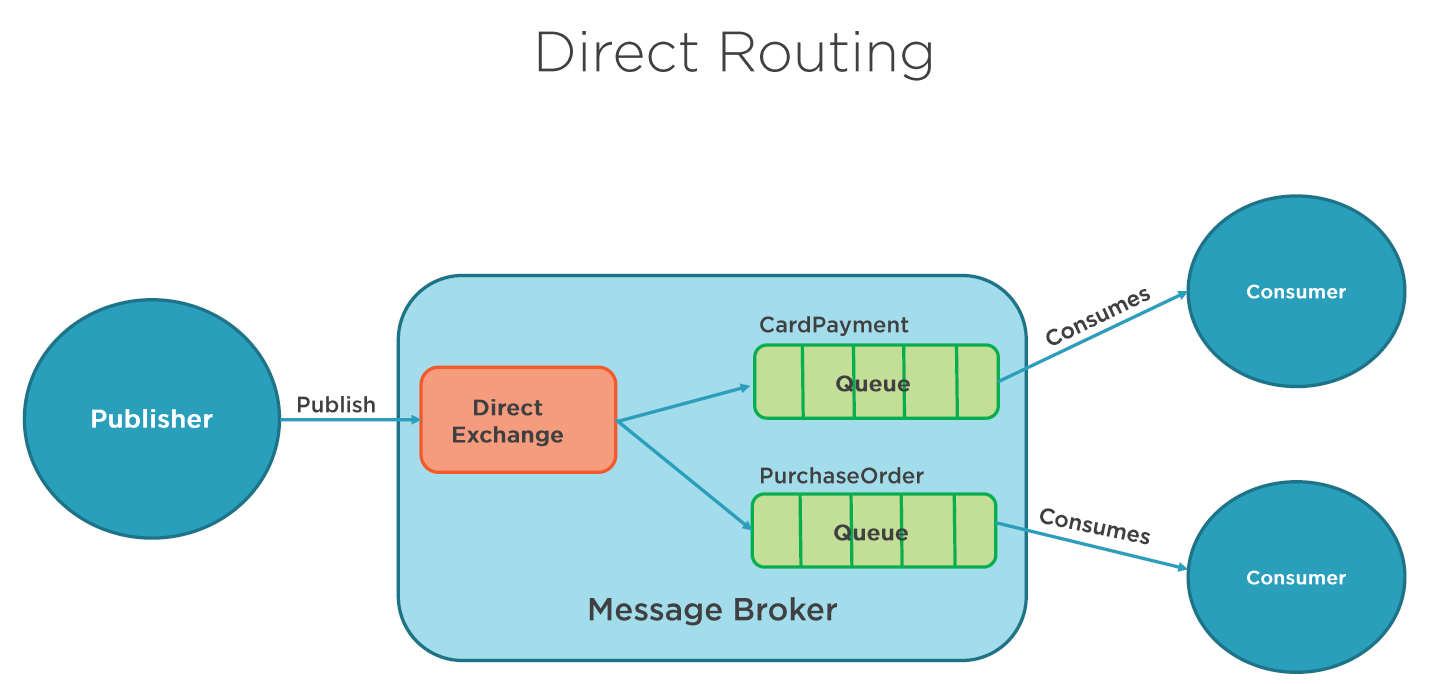 Direct Routing
Publisher
Publish
Direct
Exchange
CardPayment
Queue
PurchaseOrder
Queue
Message Broker
Consumes
Consumer
Consumes
Consumer